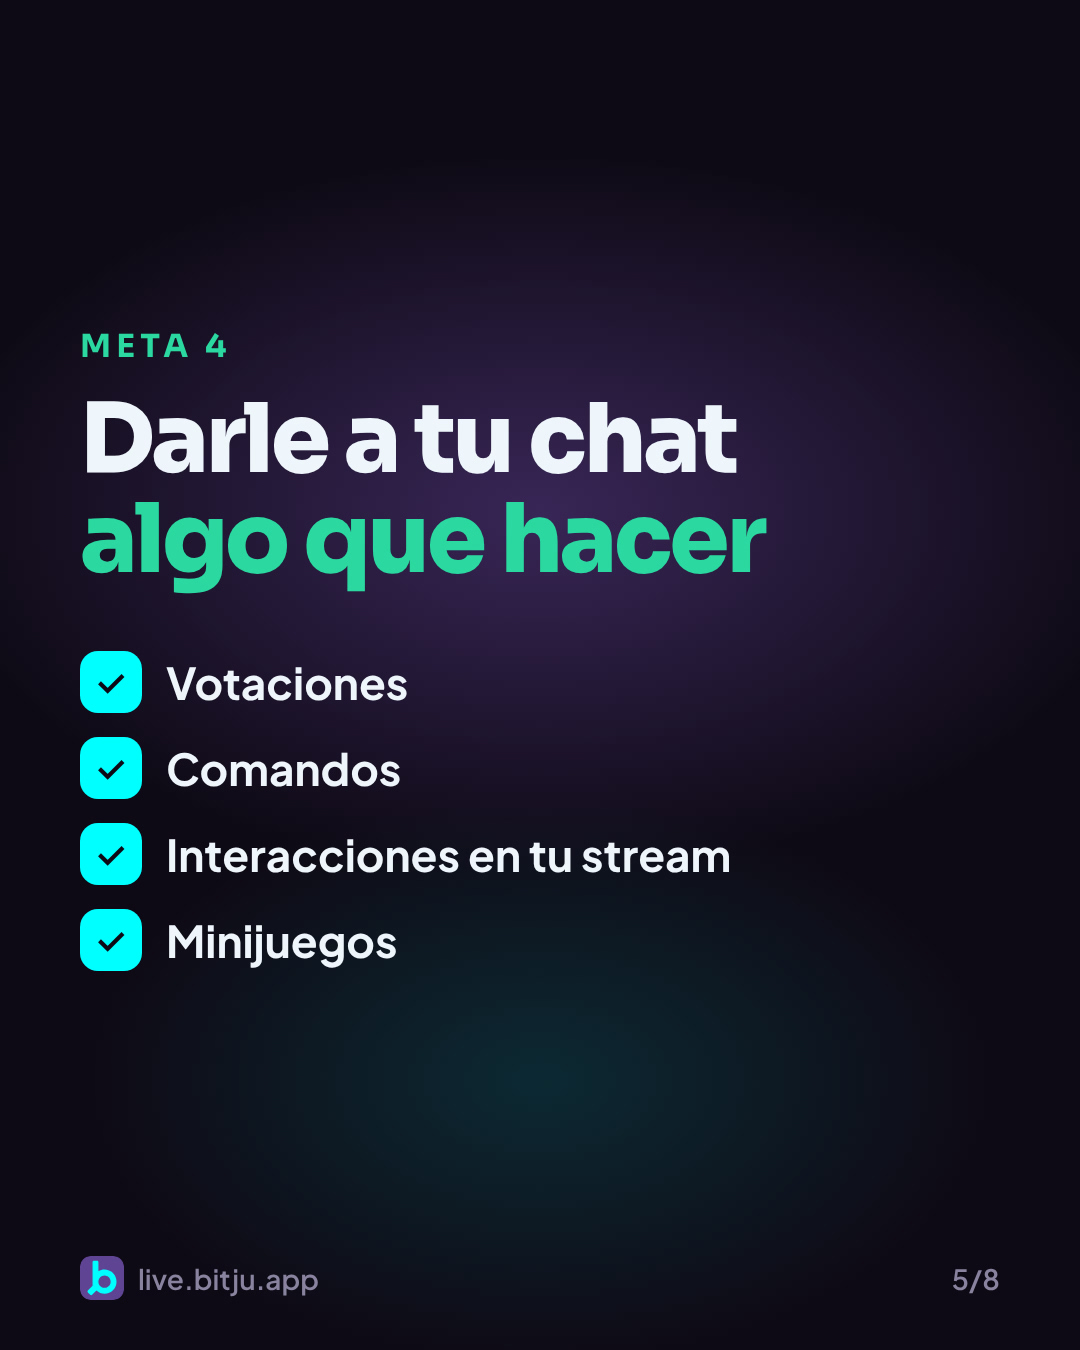 META 4
Darle a tu chat
algo que hacer
Votaciones
Comandos
Interacciones en tu stream
Minijuegos
live.bitju.app
5/8